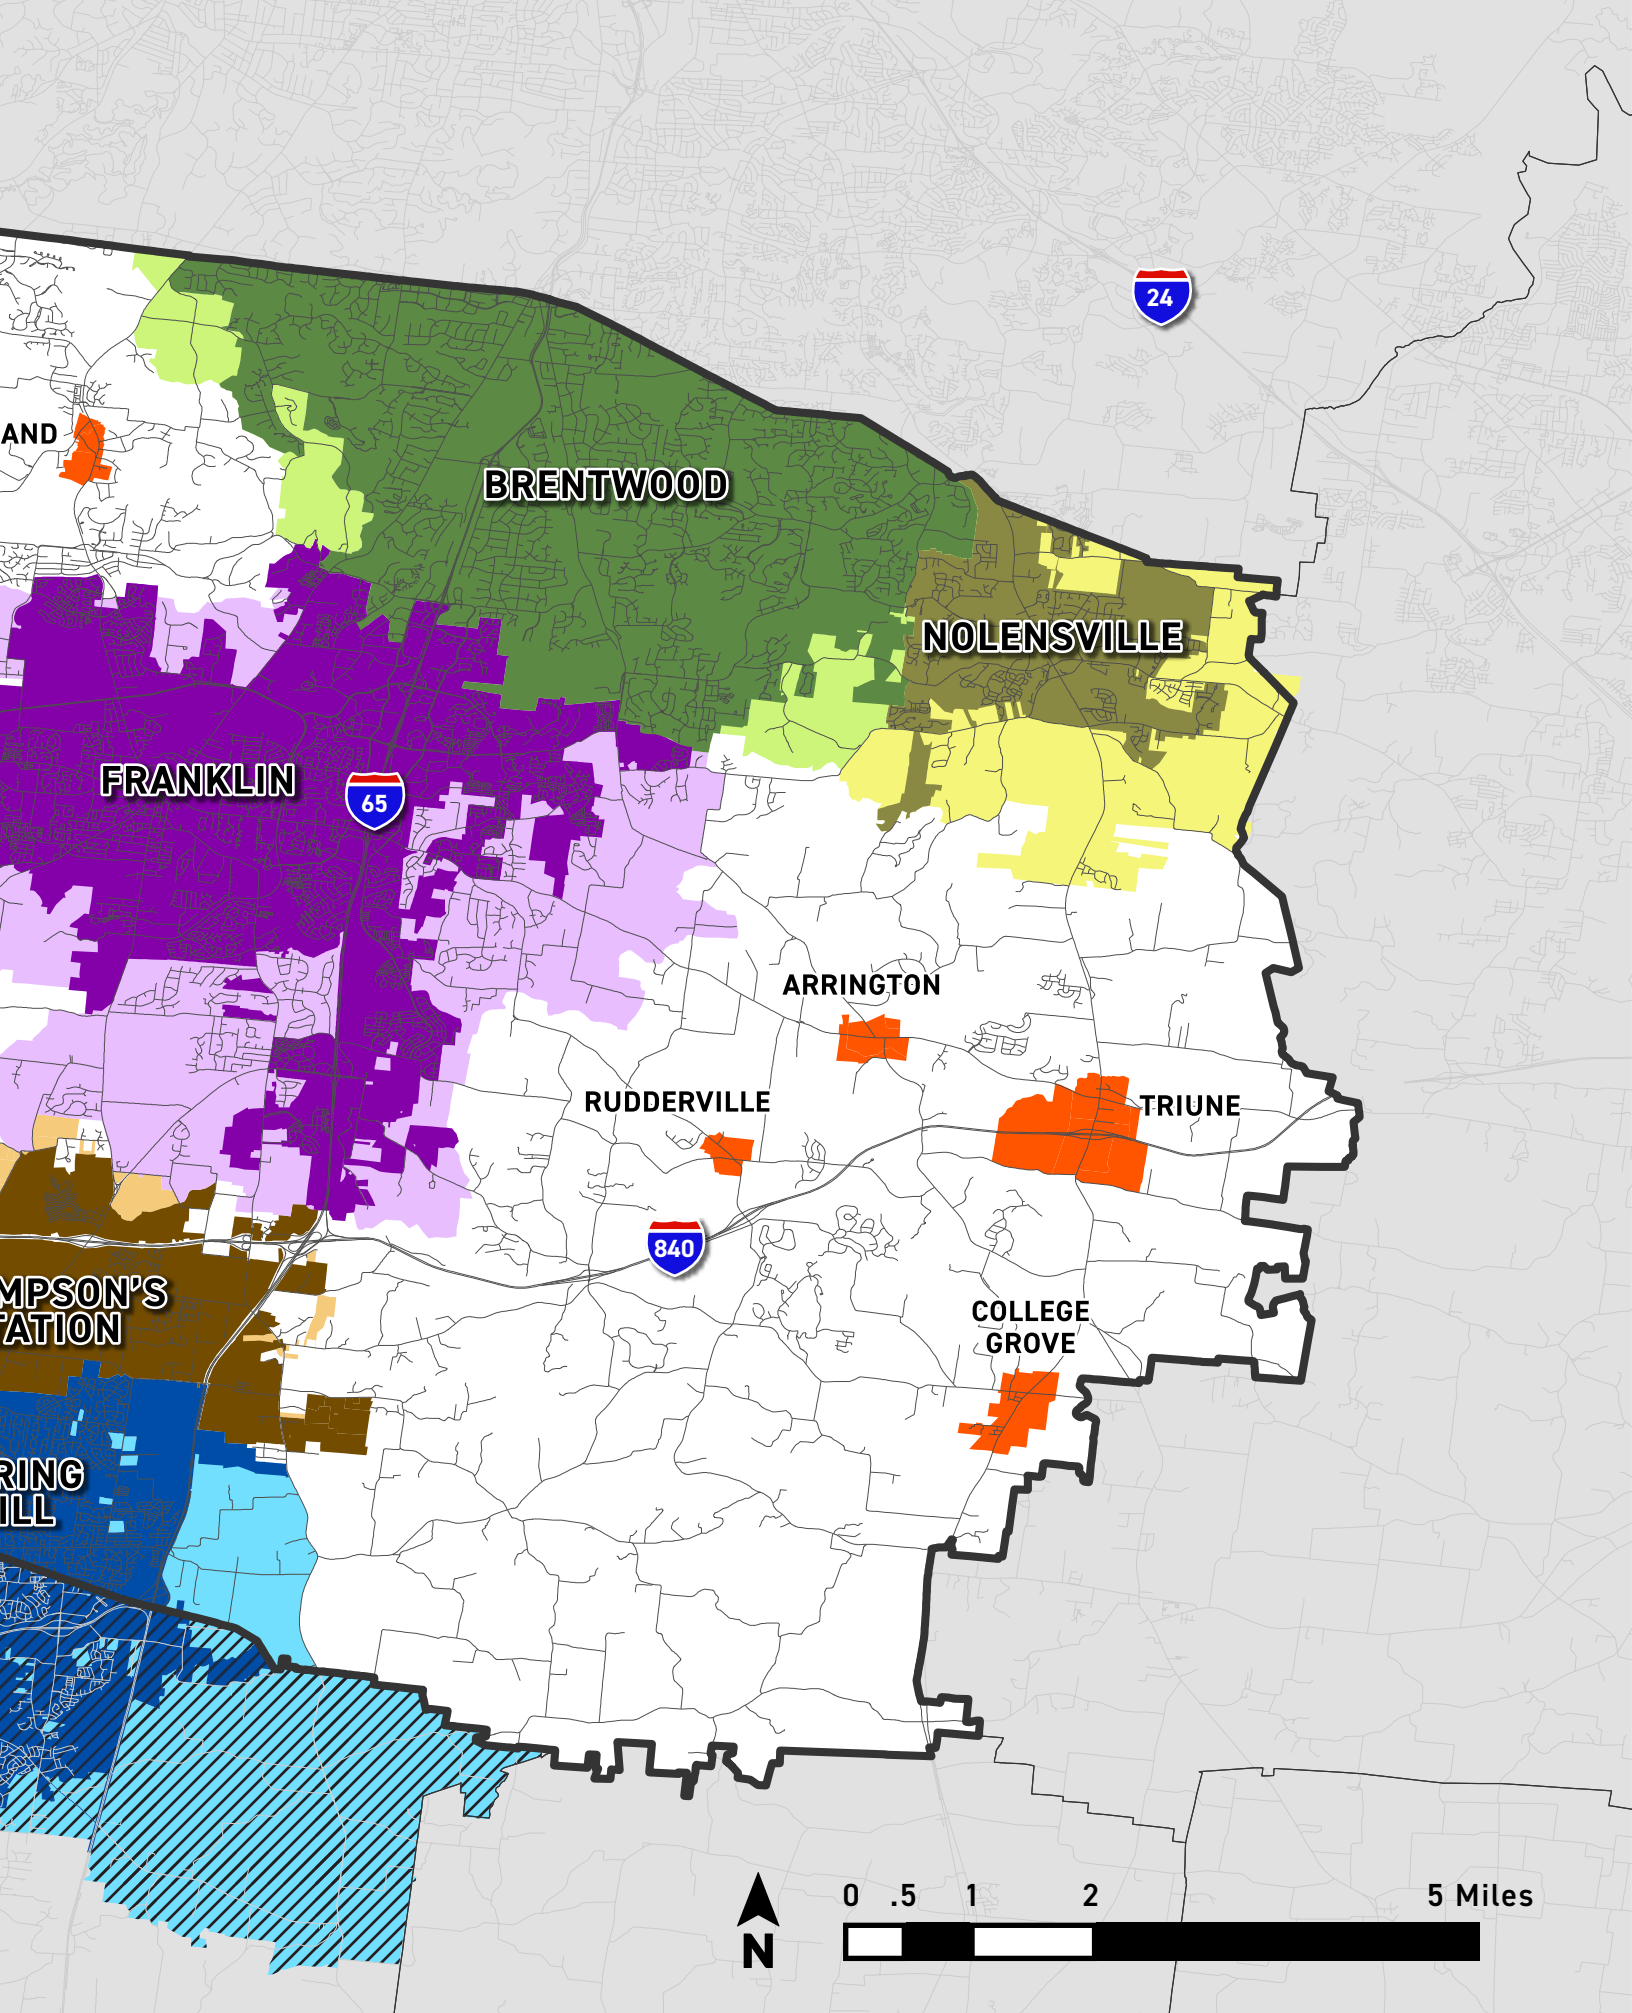 24
AND
BRENTWOOD
NOLENSVILLE
FRANKLIN
65
ARRINGTON
RUDDERVILLE
TRIUNE
840
MPSON'S
TATION
COLLEGE
GROVE
RING
ILL
0 .5 1 2 5 Miles
N